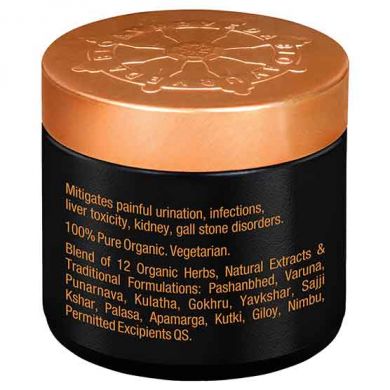 Mitigates painful urination, infections,
liver toxicity, kidney, gall stone disorders.
100% Pure Organic. Vegetarian.
Blend of 12 Organic Herbs, Natural Extracts &
Traditional Formulations: Pashanbhed, Varuna,
Punarnava, Kulatha, Gokhru, Yavkshar, Sajji
Kshar, Palasa, Apamarga, Kutki, Giloy, Nimbu,
Permitted Excipients QS.